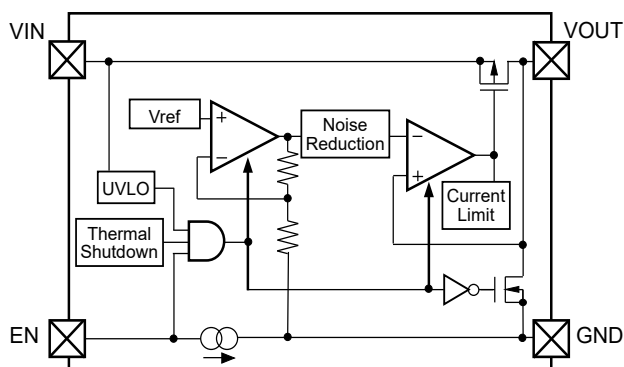 VIN
VOUT
Vref
+
−
Noise
Reduction
−
+
UVLO
Current
Limit
Thermal
Shutdown
EN
GND